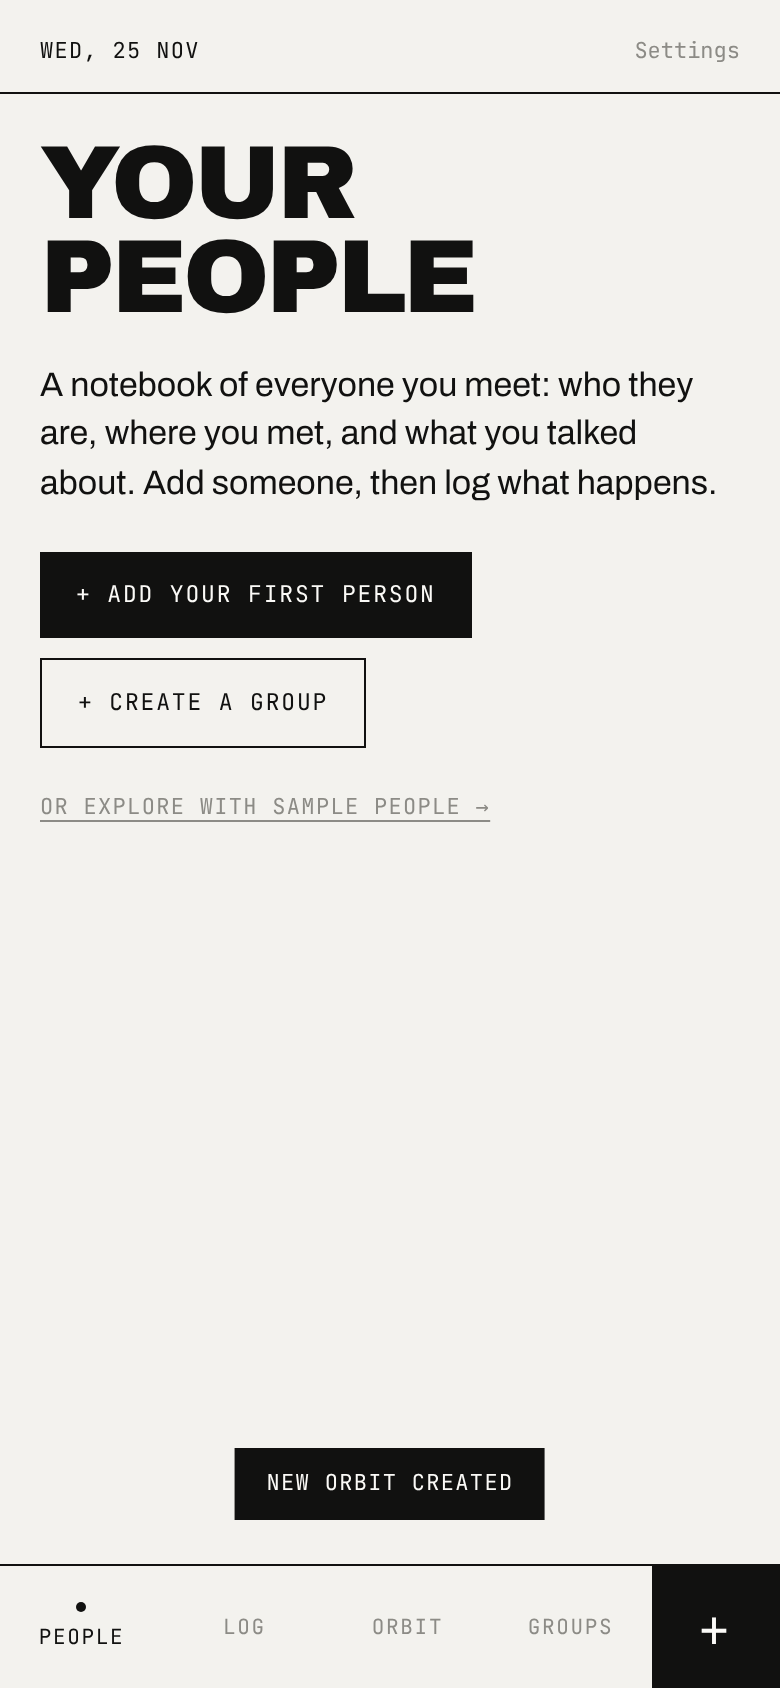 WED, 25 NOV
Settings
YOUR
PEOPLE
A notebook of everyone you meet: who they
are, where you met, and what you talked
about. Add someone, then log what happens.
+ ADD YOUR FIRST PERSON
+ CREATE A GROUP
OR EXPLORE WITH SAMPLE PEOPLE →
NEW ORBIT CREATED
PEOPLE
LOG
ORBIT
GROUPS
+